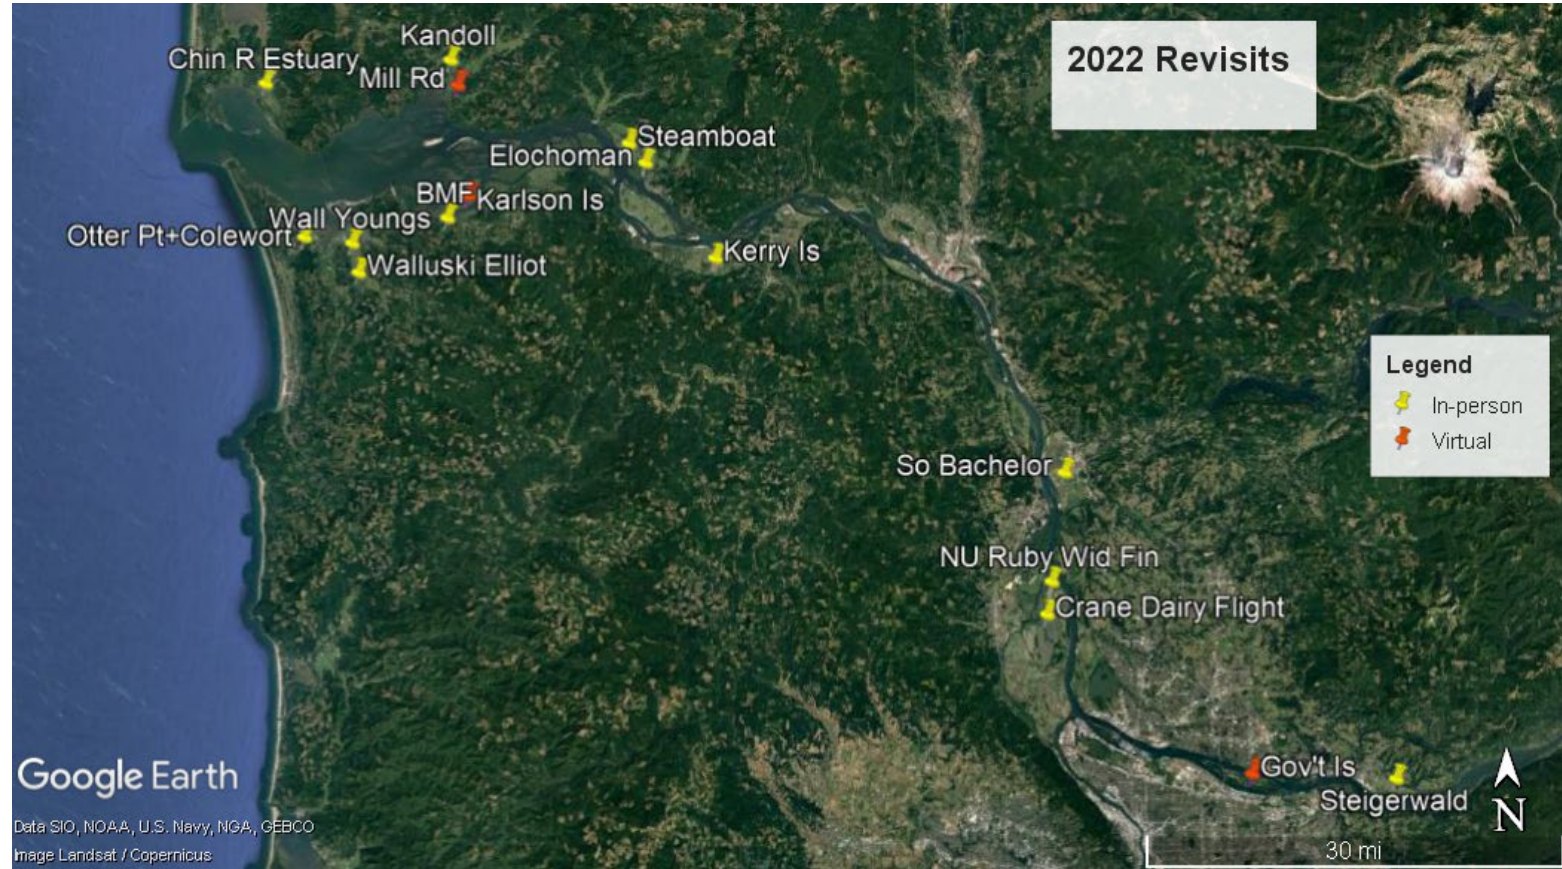 2022 Revisits
Kandoll
Chin R Estuary
Mill Rd
Steamboat
Elochoman
BMF
Karlson Is
Wall Youngs
Otter Pt+Colewort
Walluski Elliot
Kerry Is
Legend
In-person
Virtual
So Bachelor
NU Ruby Wid Fin
Crane Dairy Flight
Gov't Is
Steigerwald
N
30 mi
Google Earth
Data SIO, NOAA, U.S. Navy, NGA, GEBCO
Image Landsat / Copernicus